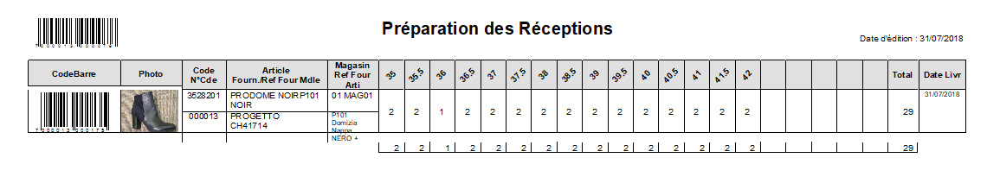 Préparation des Réceptions
Date d'édition : 31/07/2018
CodeBarre Photo Code N°Cde Article Fourn./Ref Four Mdle Magasin Ref Four Arti 35 35,5 36 36,5 37 37,5 38 38,5 39 39,5 40 40,5 41 41,5 42 Total Date Livr
3528201 PRODOME NOIR P101 01 MAG01 31/07/2018
NOIR
2 2 1 2 2 2 2 2 2 2 2 2 2 2 2 29
000013 PROGETTO P101
CH41714 Domizia
Nappa
NERO +
2 2 1 2 2 2 2 2 2 2 2 2 2 2 2 29